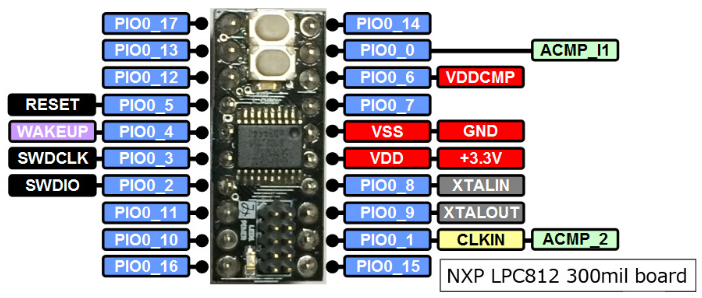 PIO0_17 PIO0_14
PIO0_13 PIO0_0 ACMP_I1
PIO0_12 PIO0_6 VDDCMP
RESET PIO0_5 PIO0_7
WAKEUP PIO0_4 VSS GND
SWDCLK PIO0_3 VDD +3.3V
SWDIO PIO0_2 PIO0_8 XTALIN
PIO0_11 PIO0_9 XTALOUT
PIO0_10 PIO0_1 CLKIN ACMP_2
PIO0_16 PIO0_15
NXP LPC812 300mil board